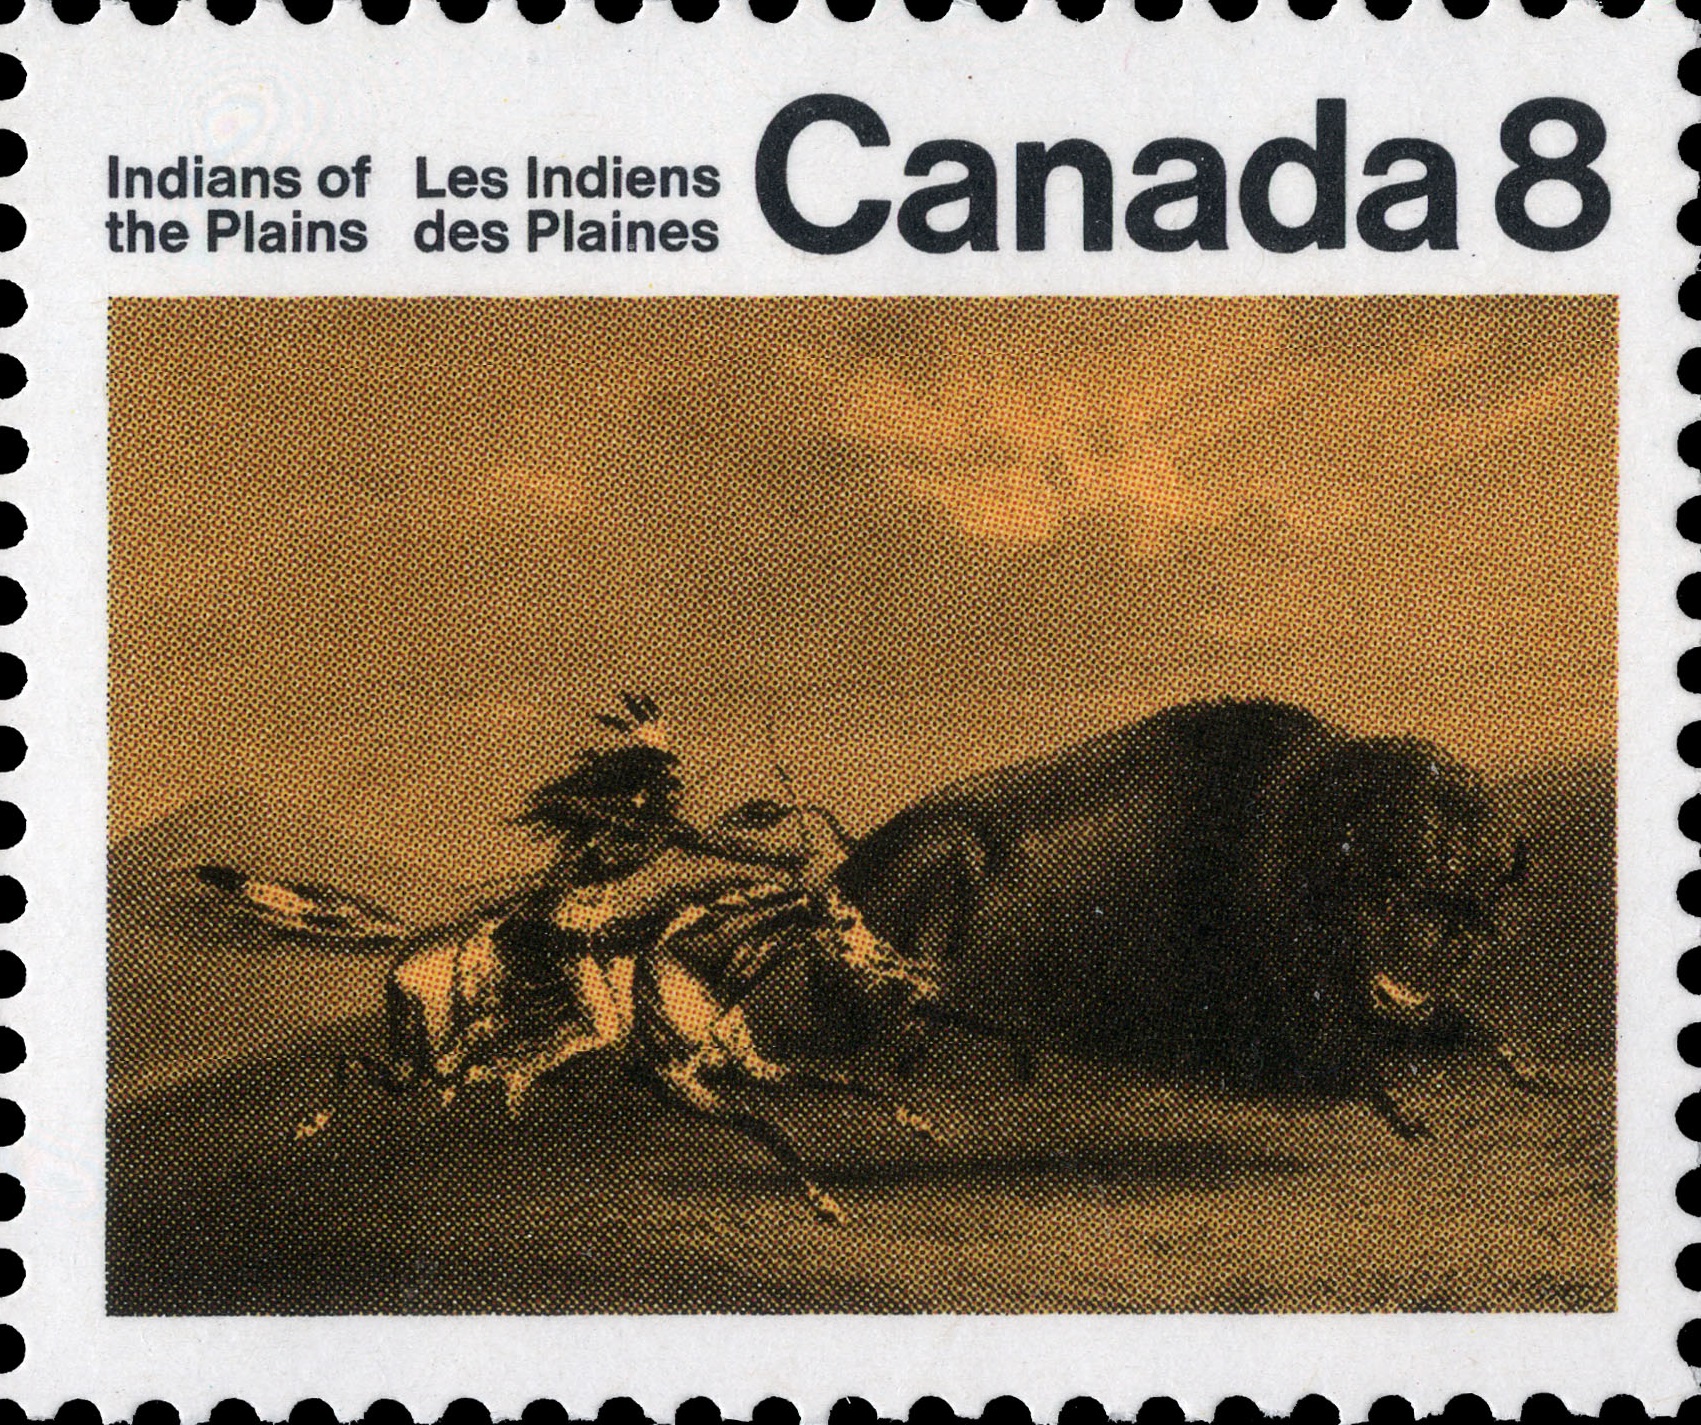 Indians of
the Plains
Les Indiens
des Plaines
Canada 8